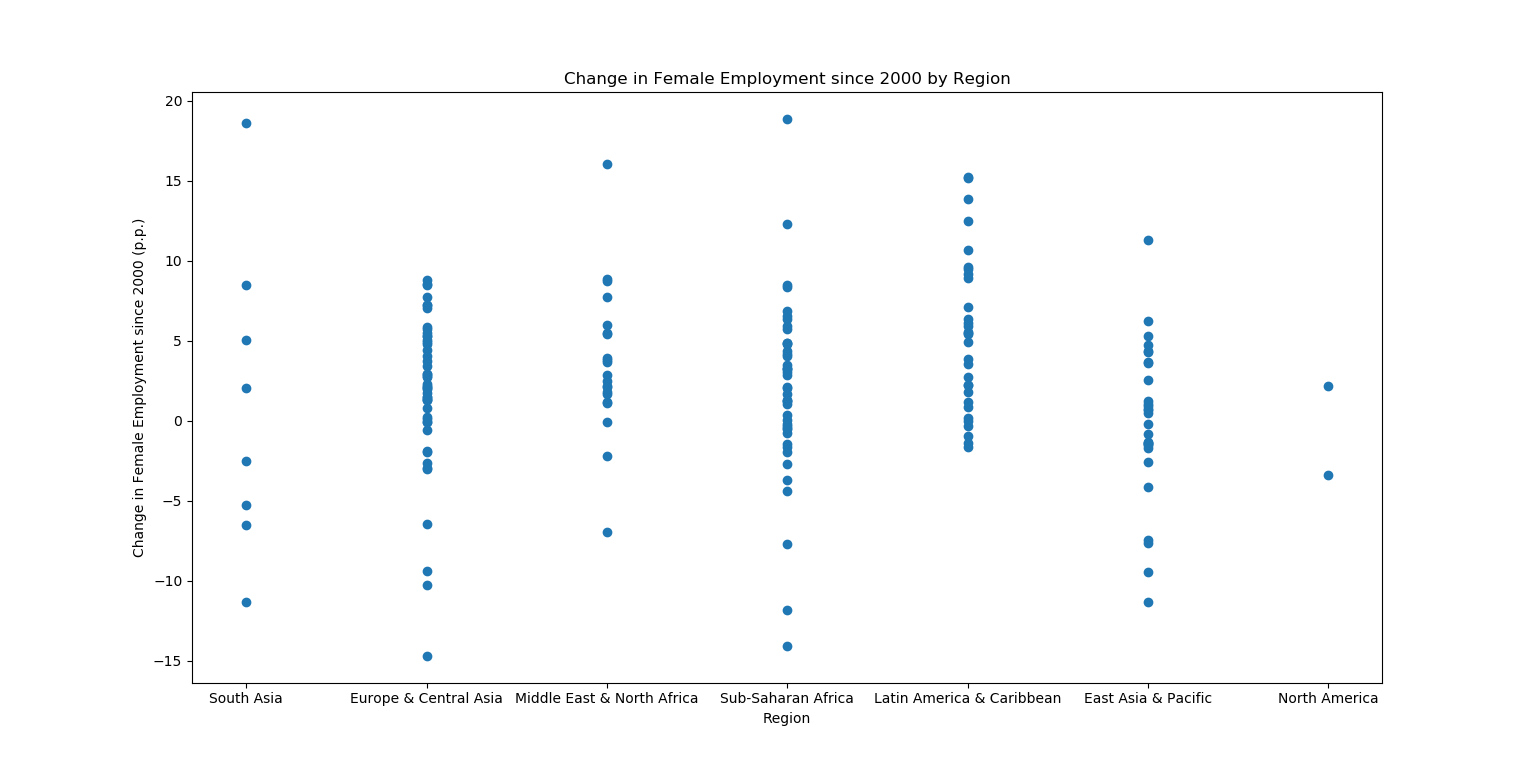 Change in Female Employment since 2000 by Region
Change in Female Employment since 2000 (p.p.)
20
15
10
5
0
−5
−10
−15
South Asia
Europe & Central Asia
Middle East & North Africa
Sub-Saharan Africa
Latin America & Caribbean
East Asia & Pacific
North America
Region